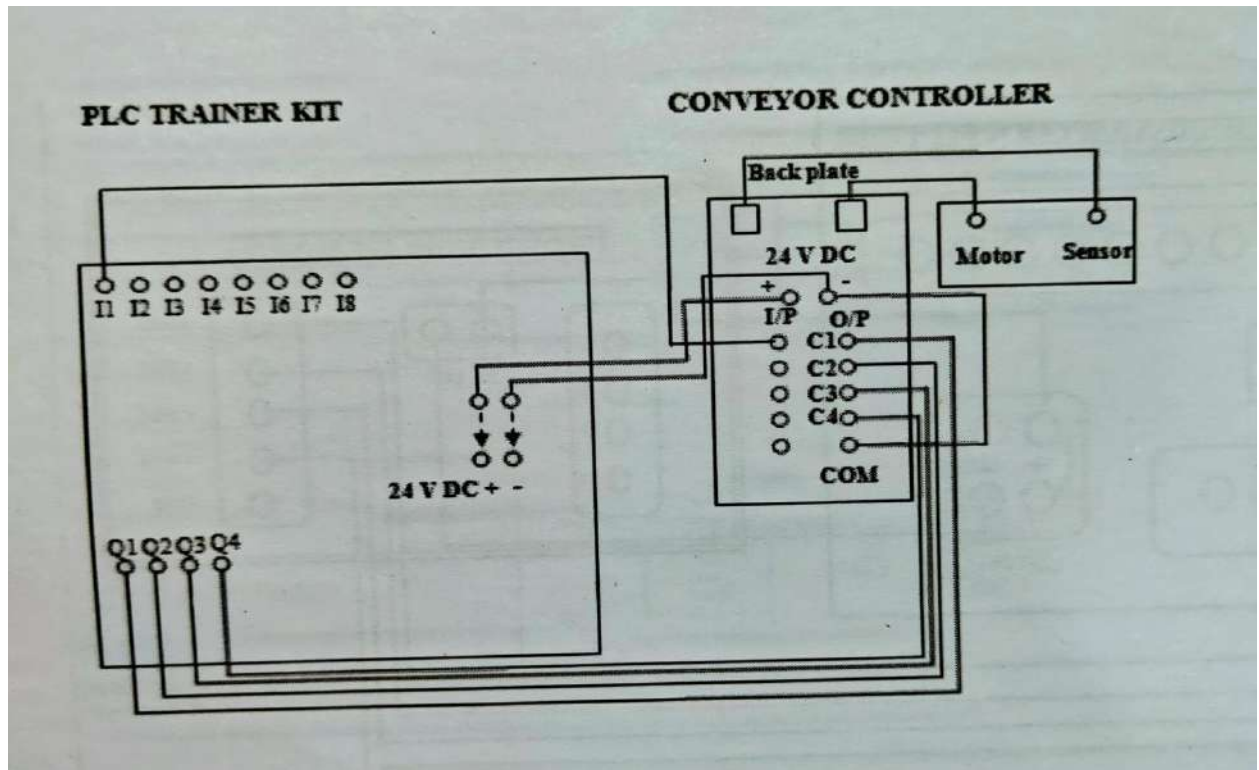 PLC TRAINER KIT
CONVEYOR CONTROLLER
Back plate
24 V DC
+ -
I/P O/P
Motor Sensor
I1 I2 I3 I4 I5 I6 I7 I8
C1
C2
C3
C4
COM
24 V DC + -
Q1 Q2 Q3 Q4